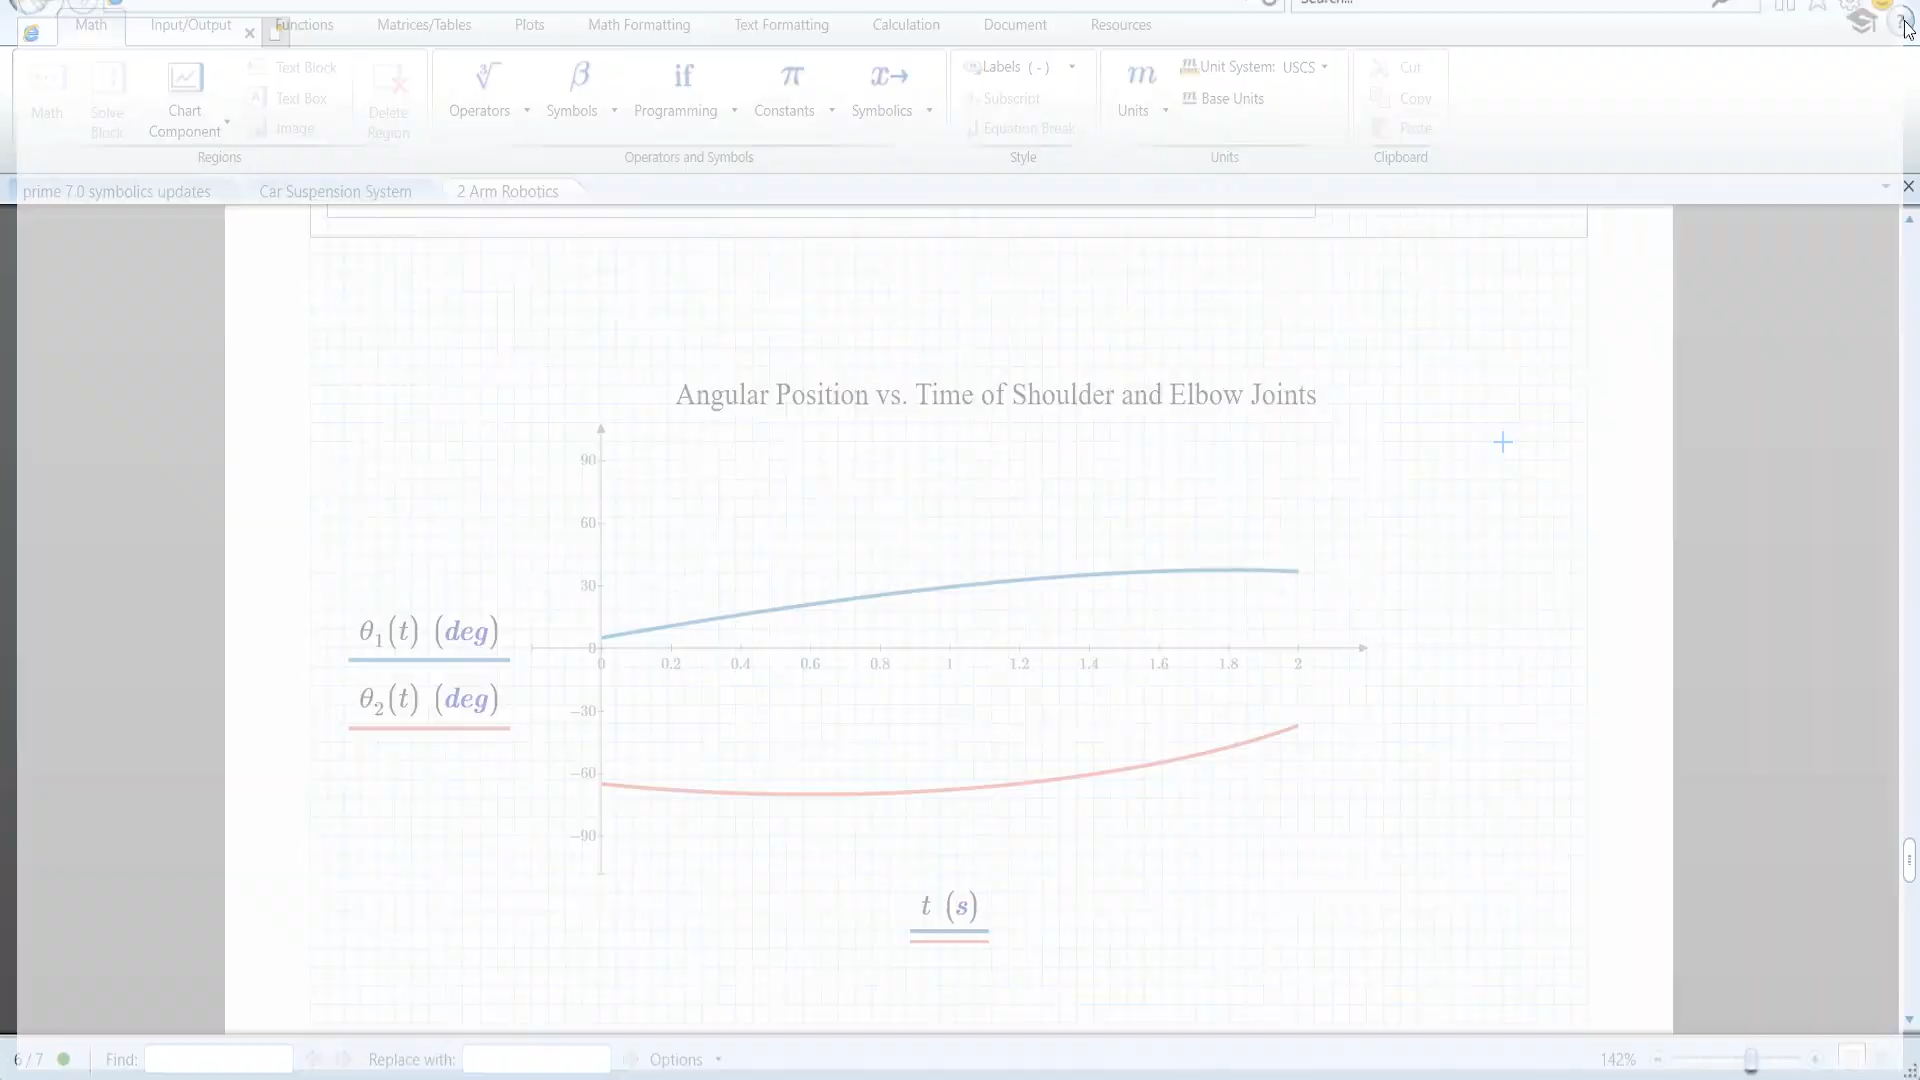 Search...
Math Input/Output Functions Matrices/Tables Plots Math Formatting Text Formatting Calculation Document Resources
Math
Solve Block
Chart Component
Text Block
Text Box
Image
Delete Region
Regions
Operators
β Symbols
if Programming
π Constants
x→ Symbolics
Operators and Symbols
Labels (-)
Subscript
Equation Break
Style
m Units
Unit System: USCS
Base Units
Units
Cut
Copy
Paste
Clipboard
prime 7.0 symbolics updates Car Suspension System 2 Arm Robotics
Angular Position vs. Time of Shoulder and Elbow Joints
90
60
30
0
−30
−60
−90
0 0.2 0.4 0.6 0.8 1 1.2 1.4 1.6 1.8 2
θ₁(t) (deg)
θ₂(t) (deg)
t (s)
6 / 7 Find: Replace with: Options 142%